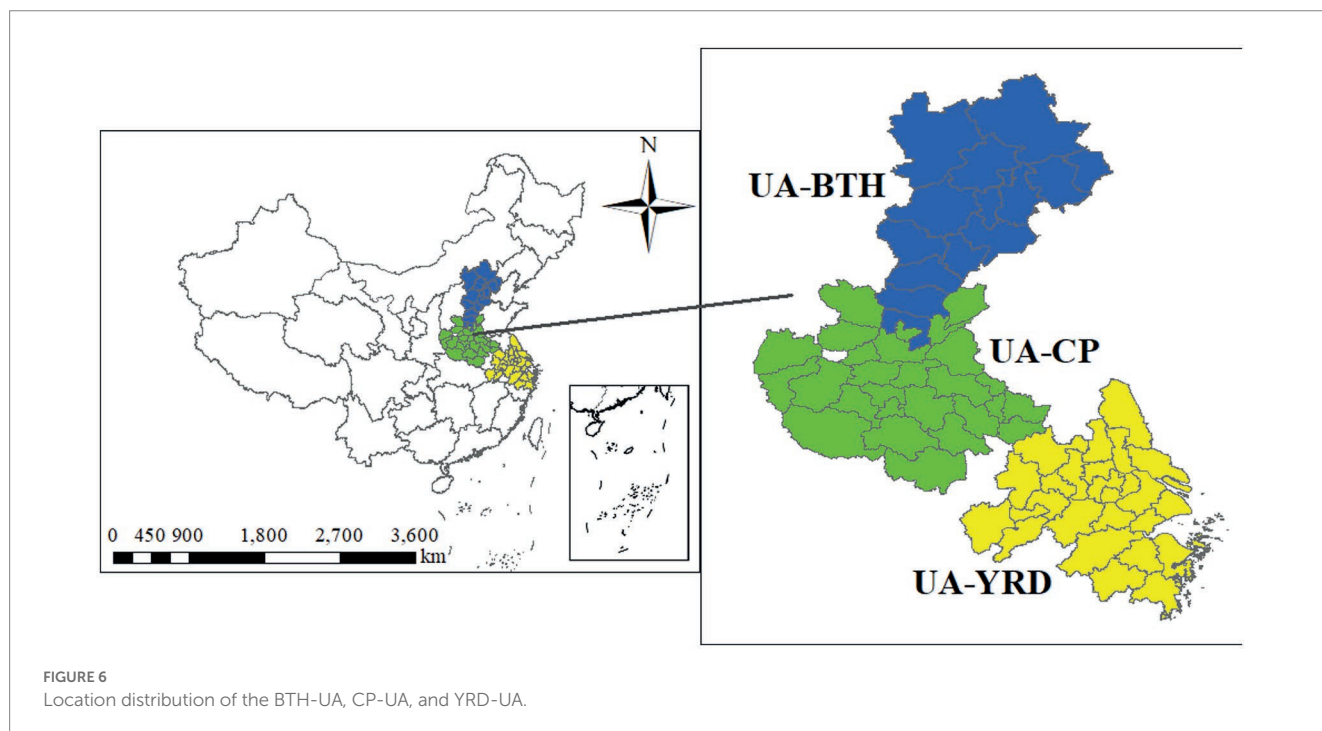 N
UA-BTH
UA-CP
UA-YRD
0 450 900 1,800 2,700 3,600
km
FIGURE 6
Location distribution of the BTH-UA, CP-UA, and YRD-UA.